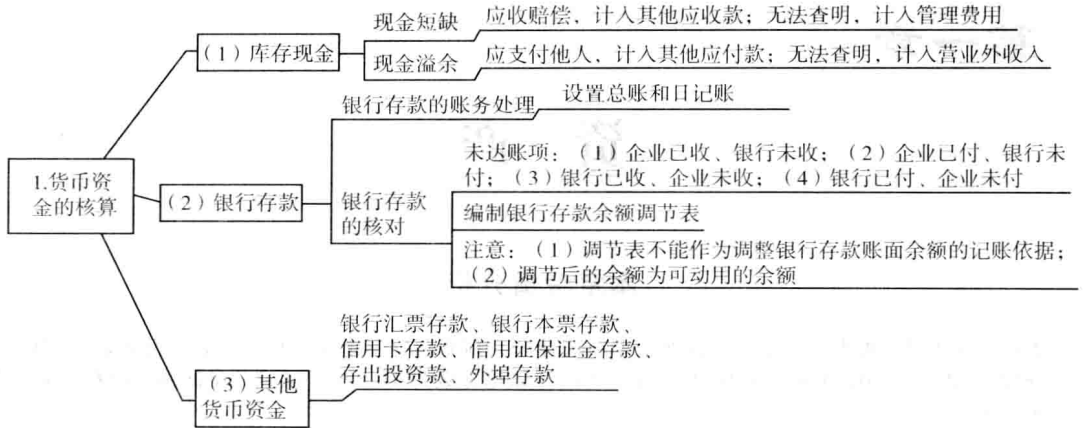 1.货币资
金的核算
（1）库存现金
现金短缺
应收赔偿，计入其他应收款；无法查明，计入管理费用
现金溢余
应支付他人，计入其他应付款；无法查明，计入营业外收入
（2）银行存款
银行存款的账务处理
设置总账和日记账
银行存款
的核对
未达账项：（1）企业已收、银行未收；（2）企业已付、银行未
付；（3）银行已收、企业未收；（4）银行已付、企业未付
编制银行存款余额调节表
注意：（1）调节表不能作为调整银行存款账面余额的记账依据；
（2）调节后的余额为可动用的余额
（3）其他
货币资金
银行汇票存款、银行本票存款、
信用卡存款、信用证保证金存款、
存出投资款、外埠存款